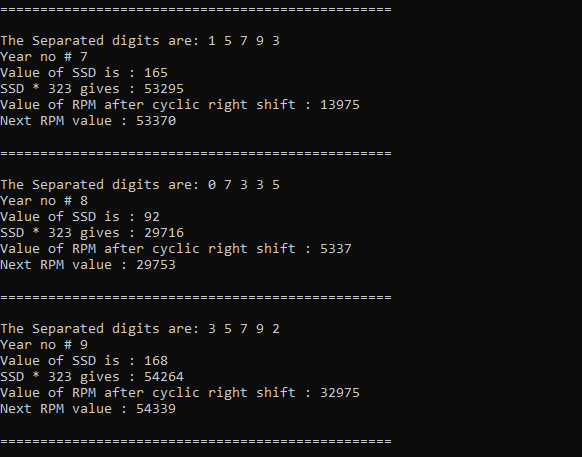 =================================================
The Separated digits are: 1 5 7 9 3
Year no # 7
Value of SSD is : 165
SSD * 323 gives : 53295
Value of RPM after cyclic right shift : 13975
Next RPM value : 53370
=================================================
The Separated digits are: 0 7 3 3 5
Year no # 8
Value of SSD is : 92
SSD * 323 gives : 29716
Value of RPM after cyclic right shift : 5337
Next RPM value : 29753
=================================================
The Separated digits are: 3 5 7 9 2
Year no # 9
Value of SSD is : 168
SSD * 323 gives : 54264
Value of RPM after cyclic right shift : 32975
Next RPM value : 54339
=================================================